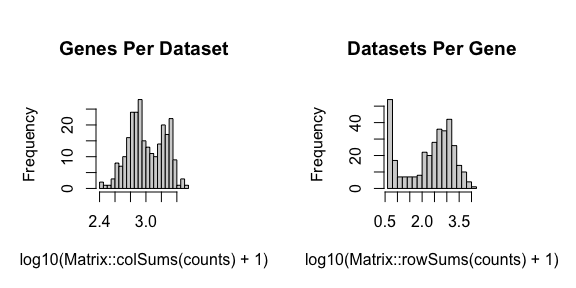 Genes Per Dataset
Frequency
0 10 20
2.4 3.0
log10(Matrix::colSums(counts) + 1)
Datasets Per Gene
Frequency
0 20 40
0.5 2.0 3.5
log10(Matrix::rowSums(counts) + 1)